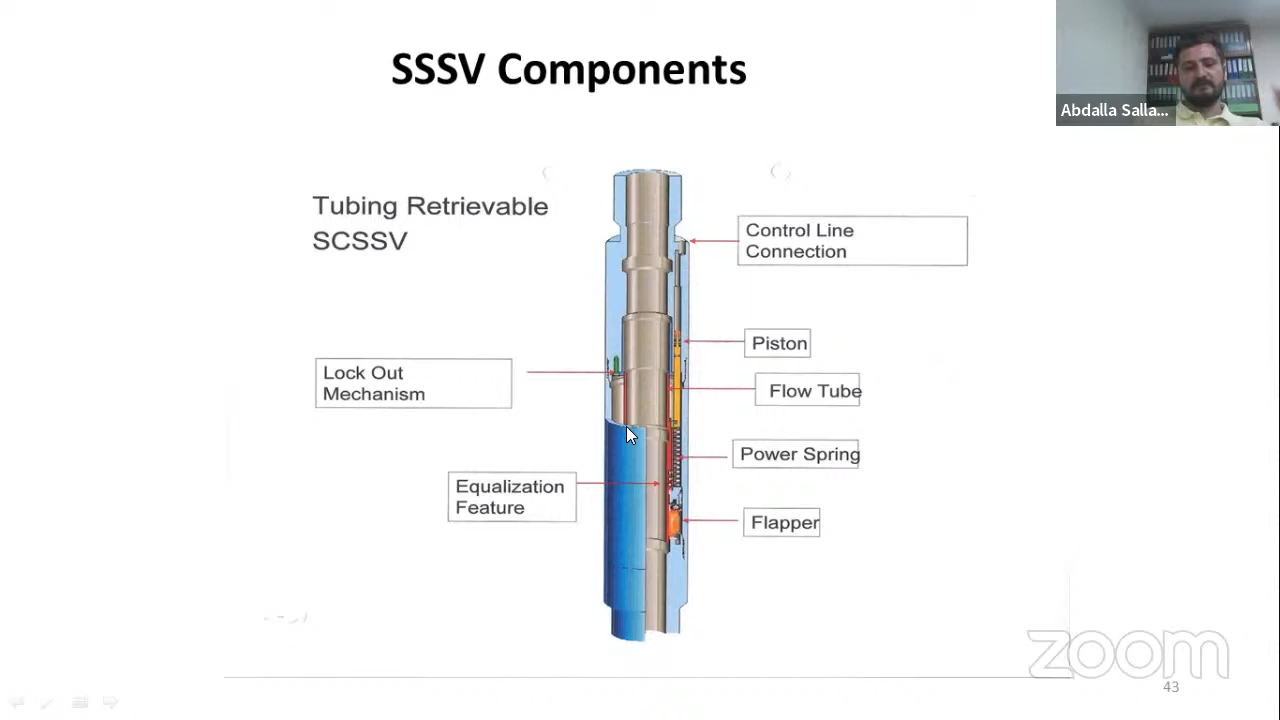 SSSV Components
Abdalla Salla...
Tubing Retrievable
SCSSV
Control Line
Connection
Piston
Lock Out
Mechanism
Flow Tube
Power Spring
Equalization
Feature
Flapper
zoom
43